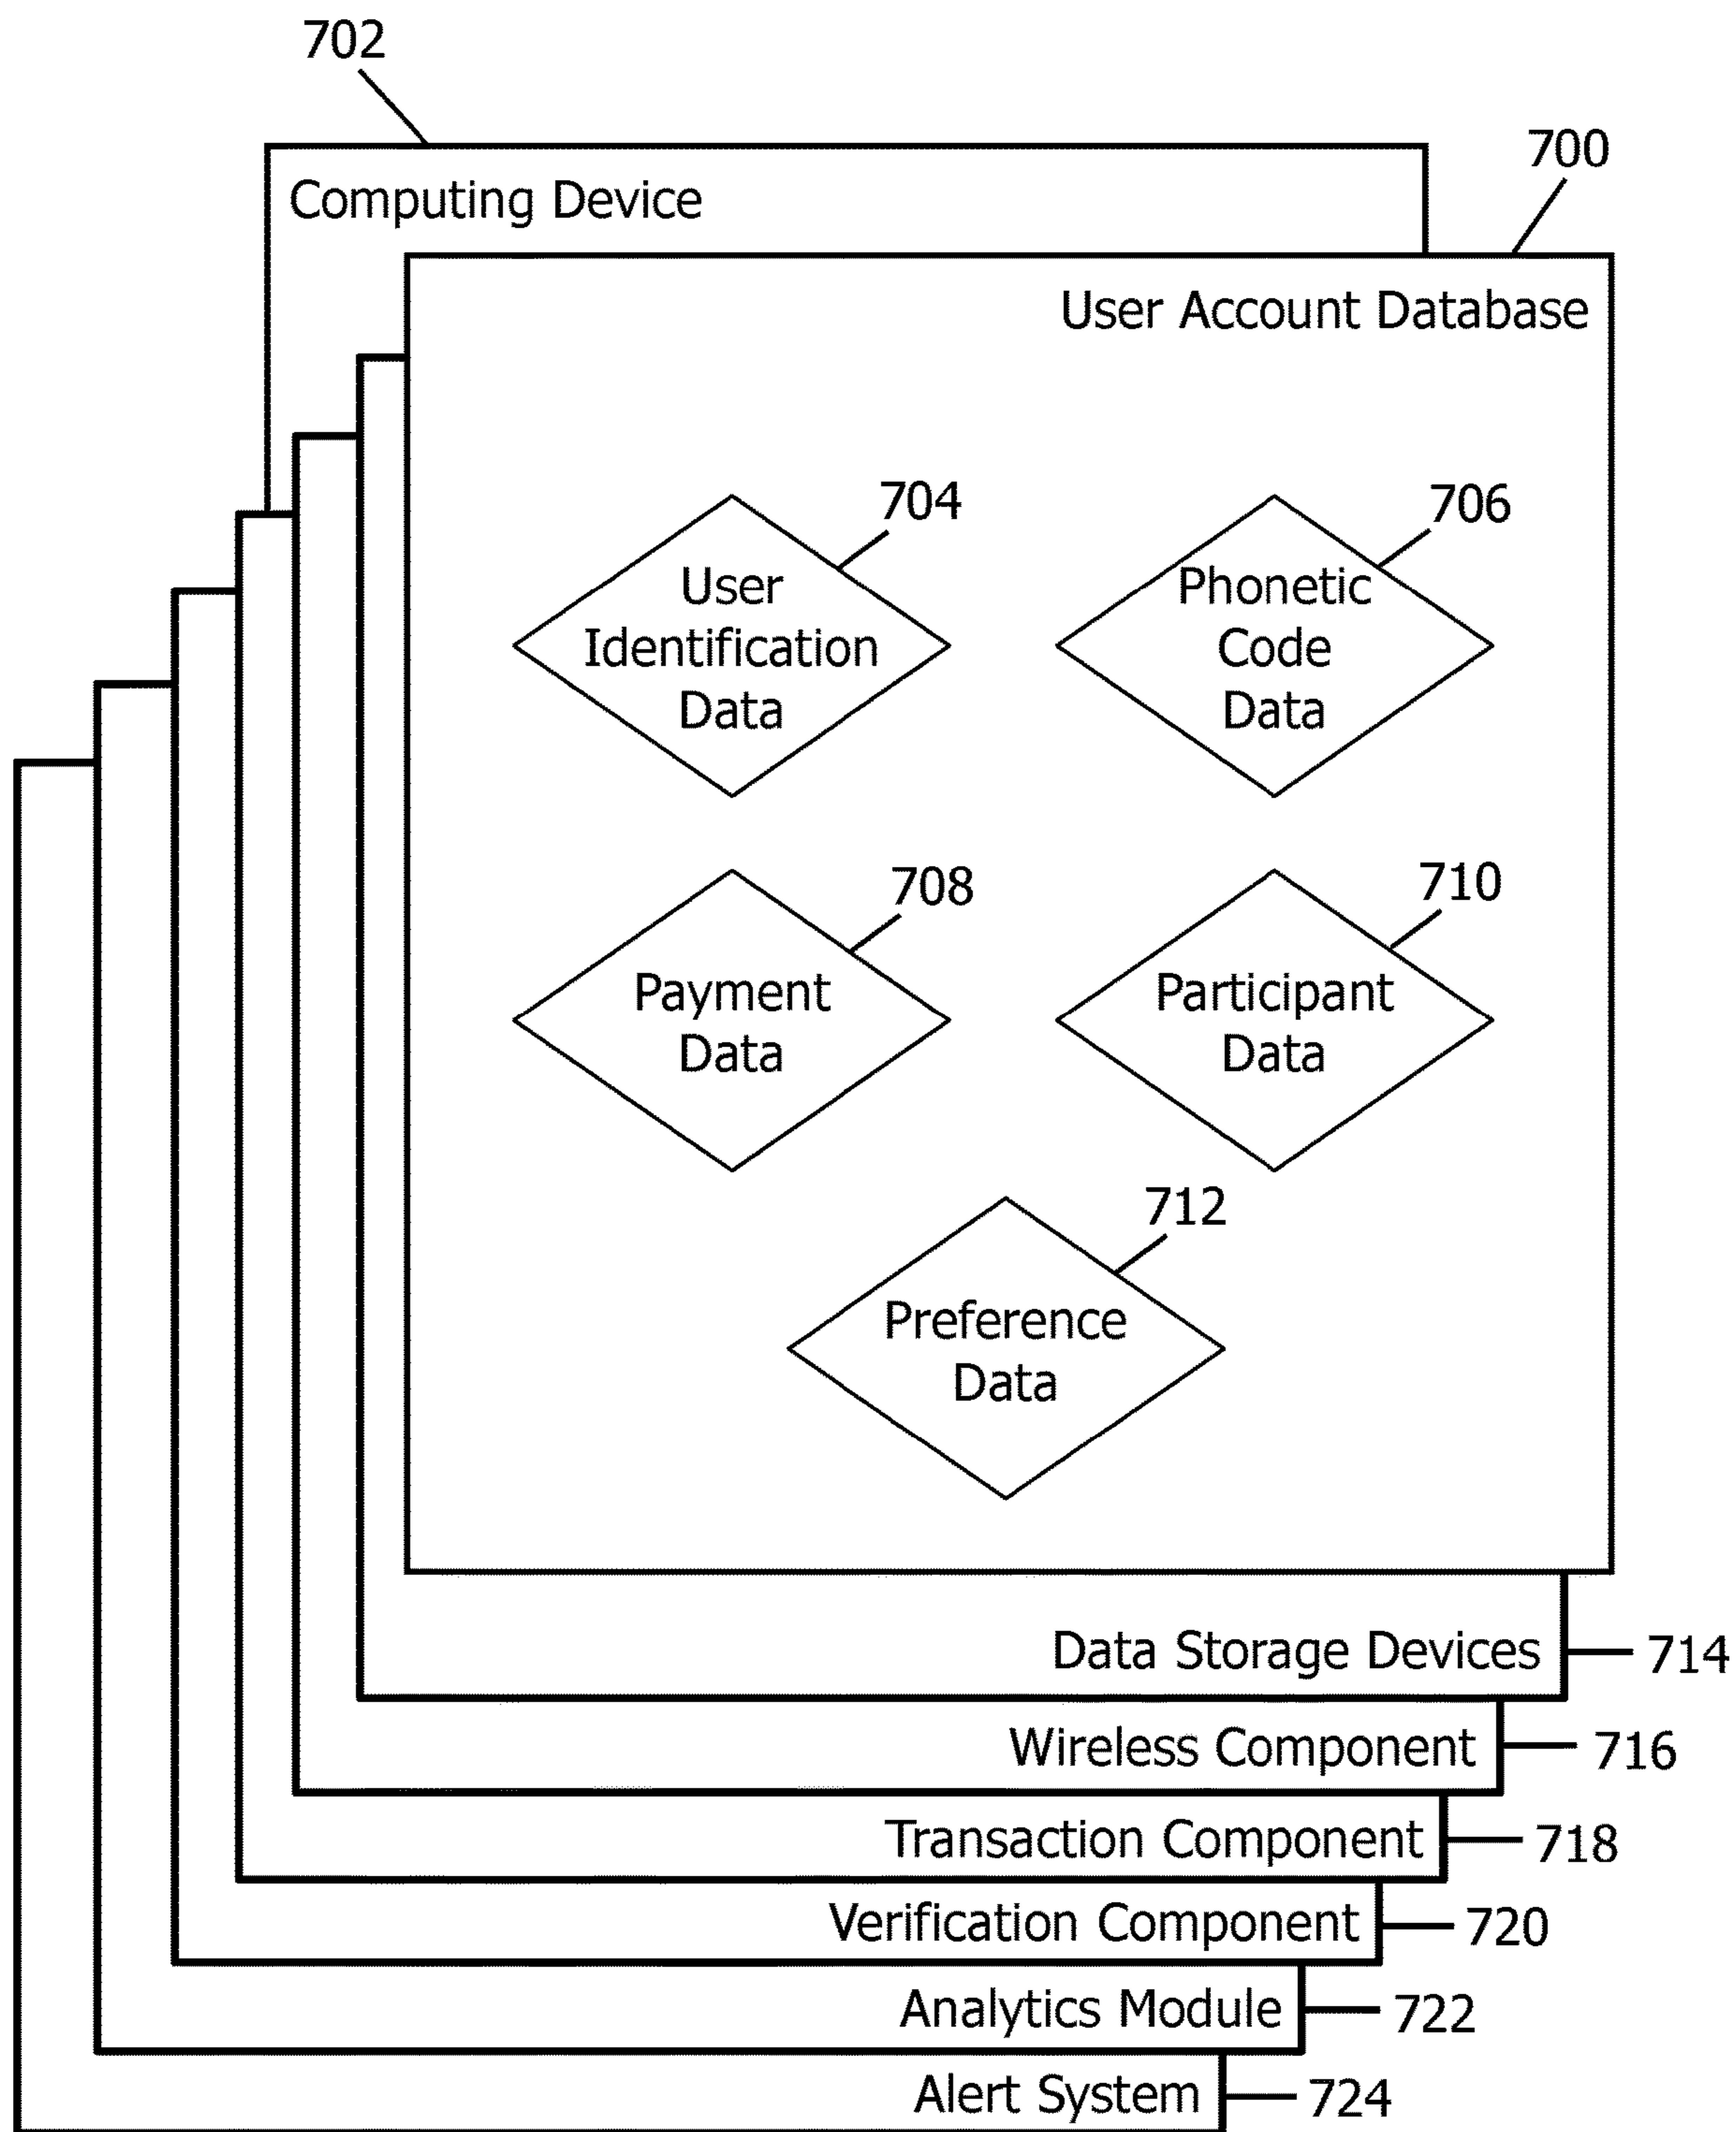 702
700
Computing Device
User Account Database
704
706
User
Identification
Data
Phonetic
Code
Data
708
710
Payment
Data
Participant
Data
712
Preference
Data
Data Storage Devices
714
Wireless Component
716
Transaction Component
718
Verification Component
720
Analytics Module
722
Alert System
724